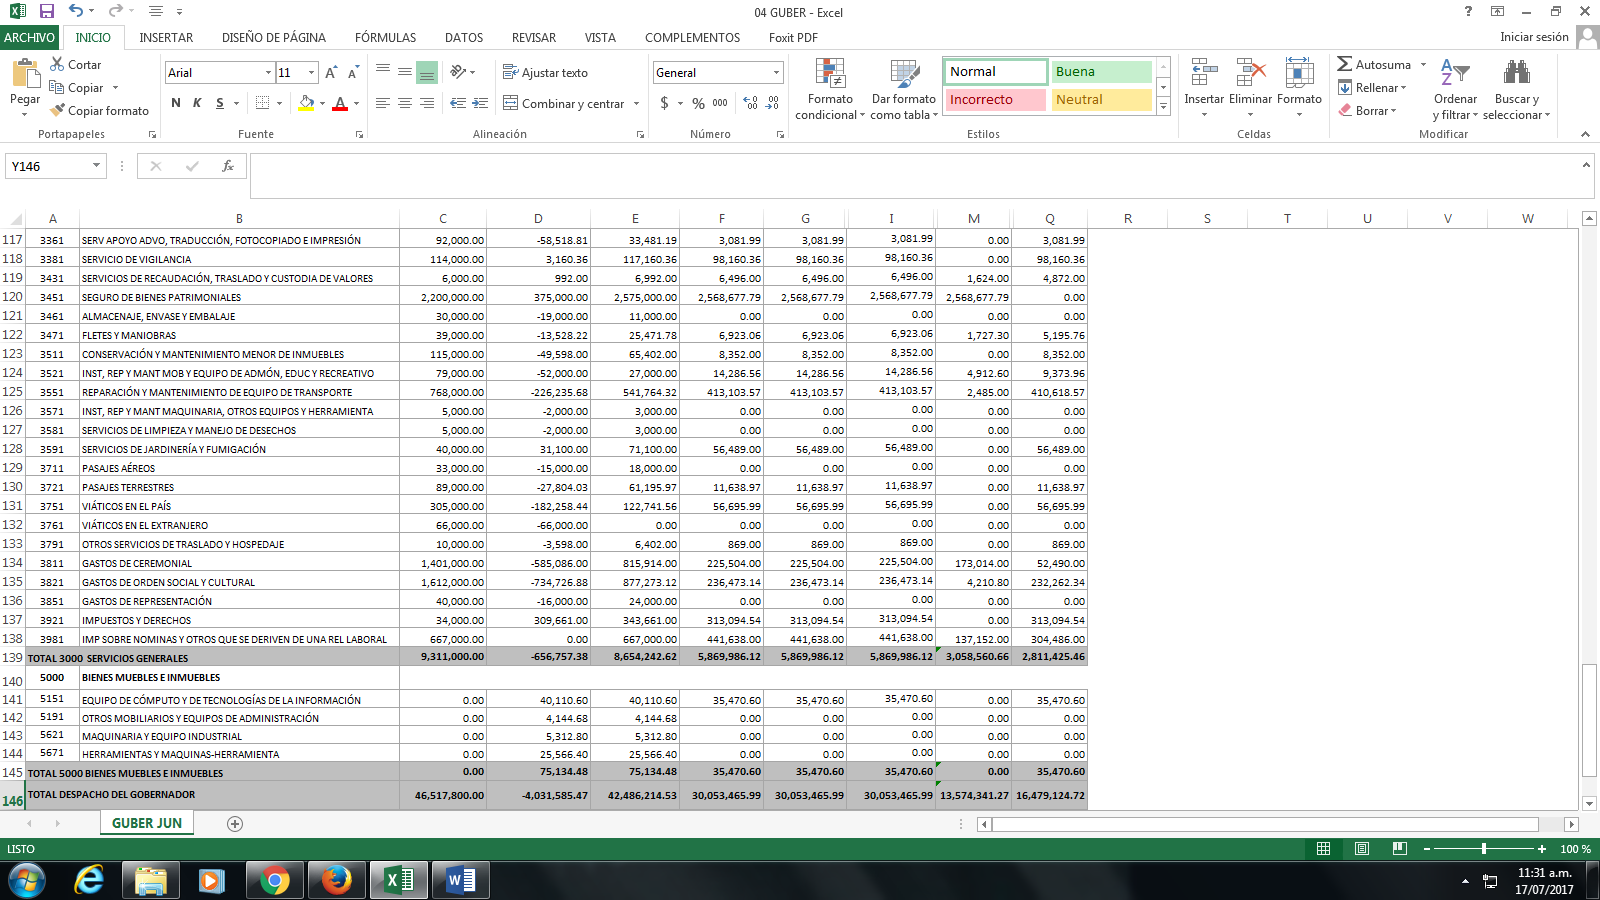 04 GUBER - Excel
ARCHIVO INICIO INSERTAR DISEÑO DE PÁGINA FÓRMULAS DATOS REVISAR VISTA COMPLEMENTOS Foxit PDF Iniciar sesión
Pegar Cortar
Copiar
Copiar formato
Portapapeles
Arial 11
N K S
Fuente
Ajustar texto
Combinar y centrar
Alineación
General
$ % 000
Número
Formato condicional
Dar formato como tabla
Normal Buena
Incorrecto Neutral
Estilos
Insertar Eliminar Formato
Celdas
Autosuma
Rellenar
Borrar
Ordenar y filtrar
Buscar y seleccionar
Modificar
Y146 fx
A B C D E F G I M Q R S T U V W
117 3361 SERV APOYO ADVO, TRADUCCIÓN, FOTOCOPIADO E IMPRESIÓN 92,000.00 -58,518.81 33,481.19 3,081.99 3,081.99 3,081.99 0.00 3,081.99
118 3381 SERVICIO DE VIGILANCIA 114,000.00 3,160.36 117,160.36 98,160.36 98,160.36 98,160.36 0.00 98,160.36
119 3431 SERVICIOS DE RECAUDACIÓN, TRASLADO Y CUSTODIA DE VALORES 6,000.00 992.00 6,992.00 6,496.00 6,496.00 6,496.00 1,624.00 4,872.00
120 3451 SEGURO DE BIENES PATRIMONIALES 2,200,000.00 375,000.00 2,575,000.00 2,568,677.79 2,568,677.79 2,568,677.79 2,568,677.79 0.00
121 3461 ALMACENAJE, ENVASE Y EMBALAJE 30,000.00 -19,000.00 11,000.00 0.00 0.00 0.00 0.00 0.00
122 3471 FLETES Y MANIOBRAS 39,000.00 -13,528.22 25,471.78 6,923.06 6,923.06 6,923.06 1,727.30 5,195.76
123 3511 CONSERVACIÓN Y MANTENIMIENTO MENOR DE INMUEBLES 115,000.00 -49,598.00 65,402.00 8,352.00 8,352.00 8,352.00 0.00 8,352.00
124 3521 INST, REP Y MANT MOB Y EQUIPO DE ADMÓN, EDUC Y RECREATIVO 79,000.00 -52,000.00 27,000.00 14,286.56 14,286.56 14,286.56 4,912.60 9,373.96
125 3551 REPARACIÓN Y MANTENIMIENTO DE EQUIPO DE TRANSPORTE 768,000.00 -226,235.68 541,764.32 413,103.57 413,103.57 413,103.57 2,485.00 410,618.57
126 3571 INST, REP Y MANT MAQUINARIA, OTROS EQUIPOS Y HERRAMIENTA 5,000.00 -2,000.00 3,000.00 0.00 0.00 0.00 0.00 0.00
127 3581 SERVICIOS DE LIMPIEZA Y MANEJO DE DESECHOS 5,000.00 -2,000.00 3,000.00 0.00 0.00 0.00 0.00 0.00
128 3591 SERVICIOS DE JARDINERÍA Y FUMIGACIÓN 40,000.00 31,100.00 71,100.00 56,489.00 56,489.00 56,489.00 0.00 56,489.00
129 3711 PASAJES AÉREOS 33,000.00 -15,000.00 18,000.00 0.00 0.00 0.00 0.00 0.00
130 3721 PASAJES TERRESTRES 89,000.00 -27,804.03 61,195.97 11,638.97 11,638.97 11,638.97 0.00 11,638.97
131 3751 VIÁTICOS EN EL PAÍS 305,000.00 -182,258.44 122,741.56 56,695.99 56,695.99 56,695.99 0.00 56,695.99
132 3761 VIÁTICOS EN EL EXTRANJERO 66,000.00 -66,000.00 0.00 0.00 0.00 0.00 0.00 0.00
133 3791 OTROS SERVICIOS DE TRASLADO Y HOSPEDAJE 10,000.00 -3,598.00 6,402.00 869.00 869.00 869.00 0.00 869.00
134 3811 GASTOS DE CEREMONIAL 1,401,000.00 -585,086.00 815,914.00 225,504.00 225,504.00 225,504.00 173,014.00 52,490.00
135 3821 GASTOS DE ORDEN SOCIAL Y CULTURAL 1,612,000.00 -734,726.88 877,273.12 236,473.14 236,473.14 236,473.14 4,210.80 232,262.34
136 3851 GASTOS DE REPRESENTACIÓN 40,000.00 -16,000.00 24,000.00 0.00 0.00 0.00 0.00 0.00
137 3921 IMPUESTOS Y DERECHOS 34,000.00 309,661.00 343,661.00 313,094.54 313,094.54 313,094.54 0.00 313,094.54
138 3981 IMP SOBRE NOMINAS Y OTROS QUE SE DERIVEN DE UNA REL LABORAL 667,000.00 0.00 667,000.00 441,638.00 441,638.00 441,638.00 137,152.00 304,486.00
139 TOTAL 3000 SERVICIOS GENERALES 9,311,000.00 -656,757.38 8,654,242.62 5,869,986.12 5,869,986.12 5,869,986.12 3,058,560.66 2,811,425.46
140 5000 BIENES MUEBLES E INMUEBLES
141 5151 EQUIPO DE CÓMPUTO Y DE TECNOLOGÍAS DE LA INFORMACIÓN 0.00 40,110.60 40,110.60 35,470.60 35,470.60 35,470.60 0.00 35,470.60
142 5191 OTROS MOBILIARIOS Y EQUIPOS DE ADMINISTRACIÓN 0.00 4,144.68 4,144.68 0.00 0.00 0.00 0.00 0.00
143 5621 MAQUINARIA Y EQUIPO INDUSTRIAL 0.00 5,312.80 5,312.80 0.00 0.00 0.00 0.00 0.00
144 5671 HERRAMIENTAS Y MAQUINAS-HERRAMIENTA 0.00 25,566.40 25,566.40 0.00 0.00 0.00 0.00 0.00
145 TOTAL 5000 BIENES MUEBLES E INMUEBLES 0.00 75,134.48 75,134.48 35,470.60 35,470.60 35,470.60 0.00 35,470.60
146 TOTAL DESPACHO DEL GOBERNADOR 46,517,800.00 -4,031,585.47 42,486,214.53 30,053,465.99 30,053,465.99 30,053,465.99 13,574,341.27 16,479,124.72
GUBER JUN
LISTO 100 %
11:31 a.m.
17/07/2017